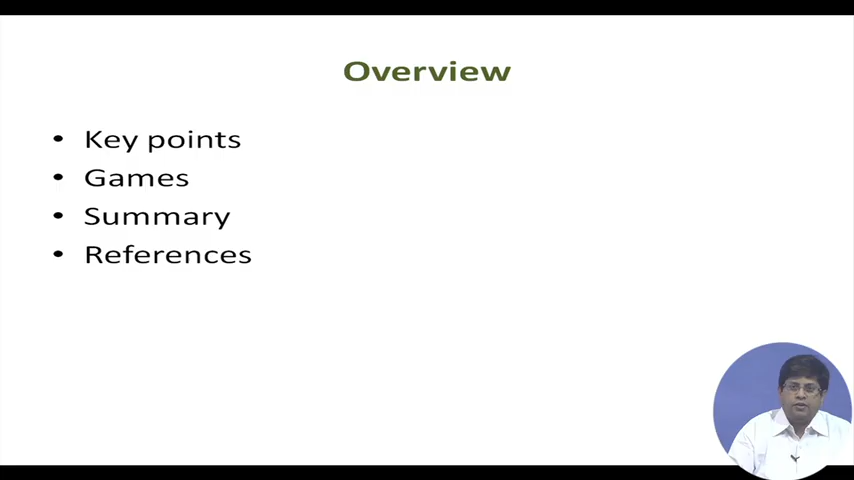 Overview
• Key points
• Games
• Summary
• References